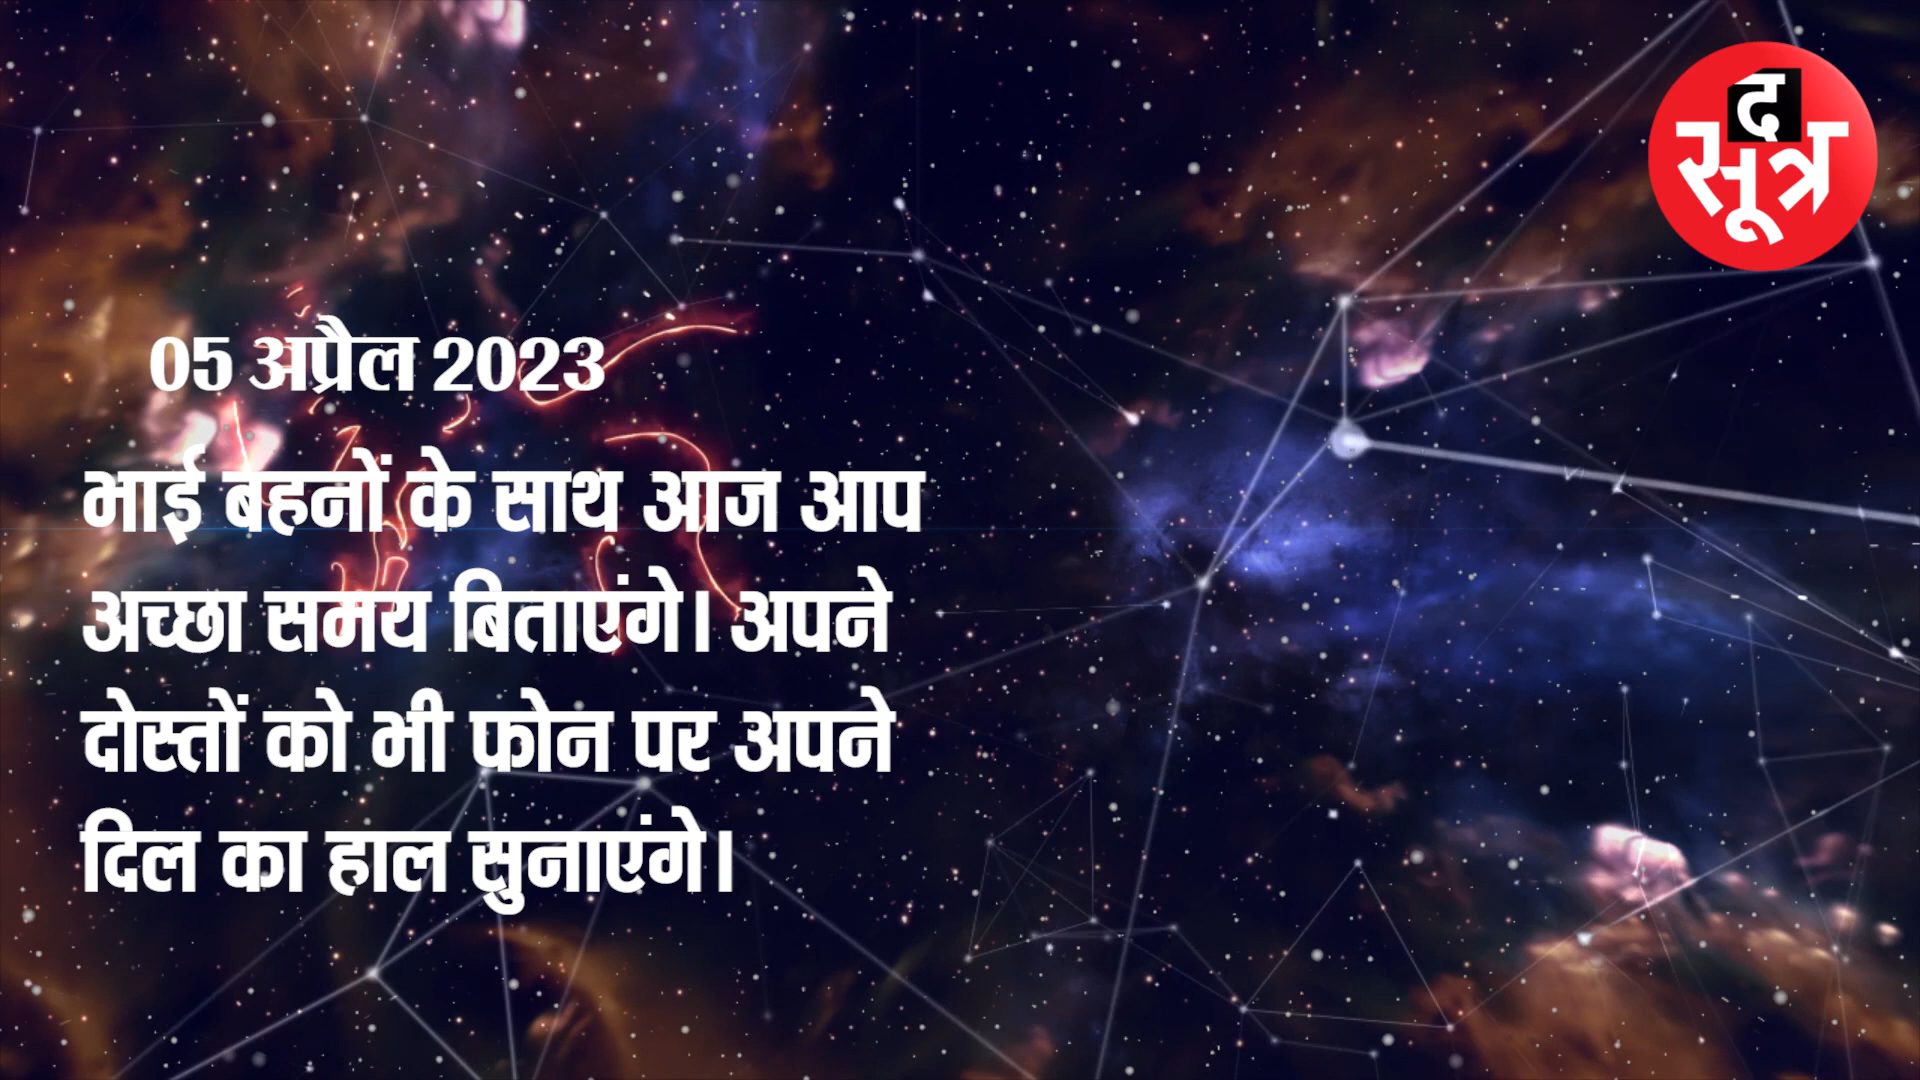 द
सूत्र
05 अप्रैल 2023
भाई बहनों के साथ आज आप
अच्छा समय बिताएंगे। अपने
दोस्तों को भी फोन पर अपने
दिल का हाल सुनाएंगे।